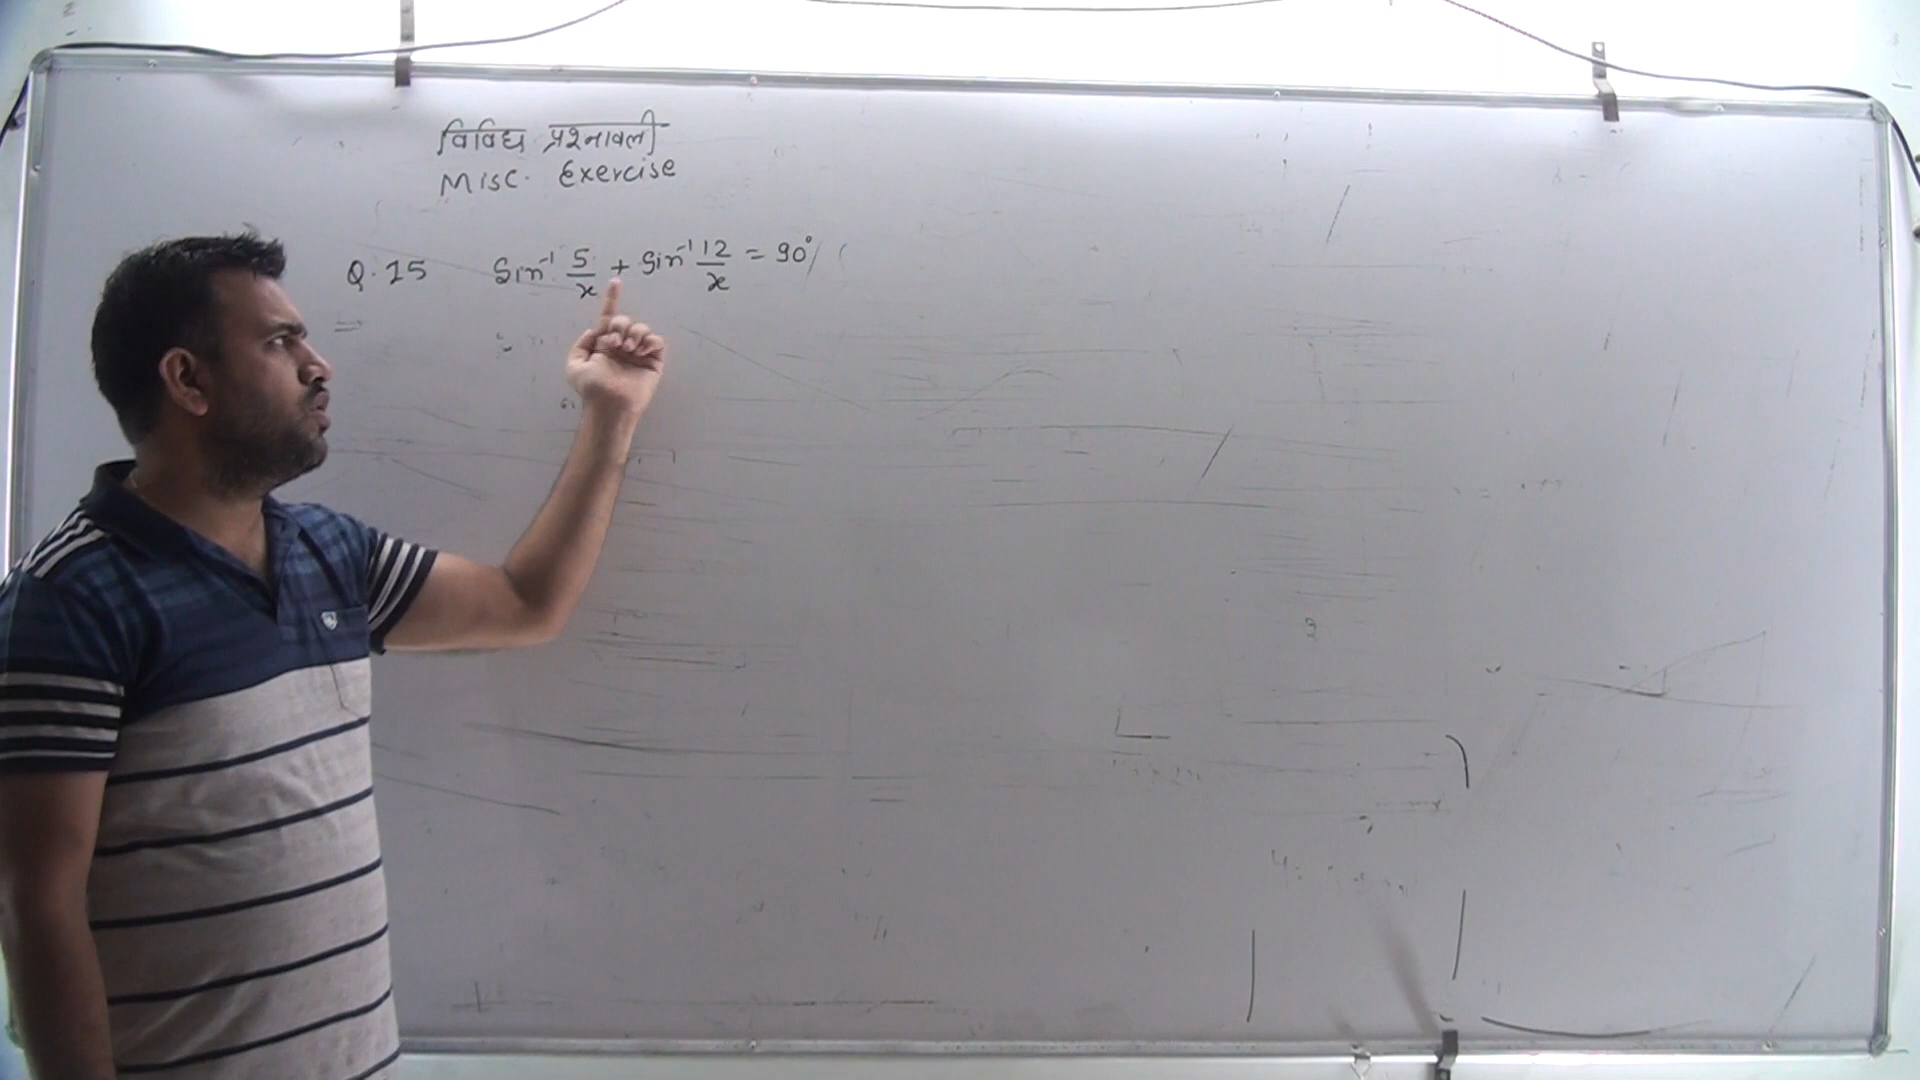 विविध प्रश्नावली
Misc. Exercise
Q.15 Sin⁻¹ 5/x + Sin⁻¹ 12/x = 90°